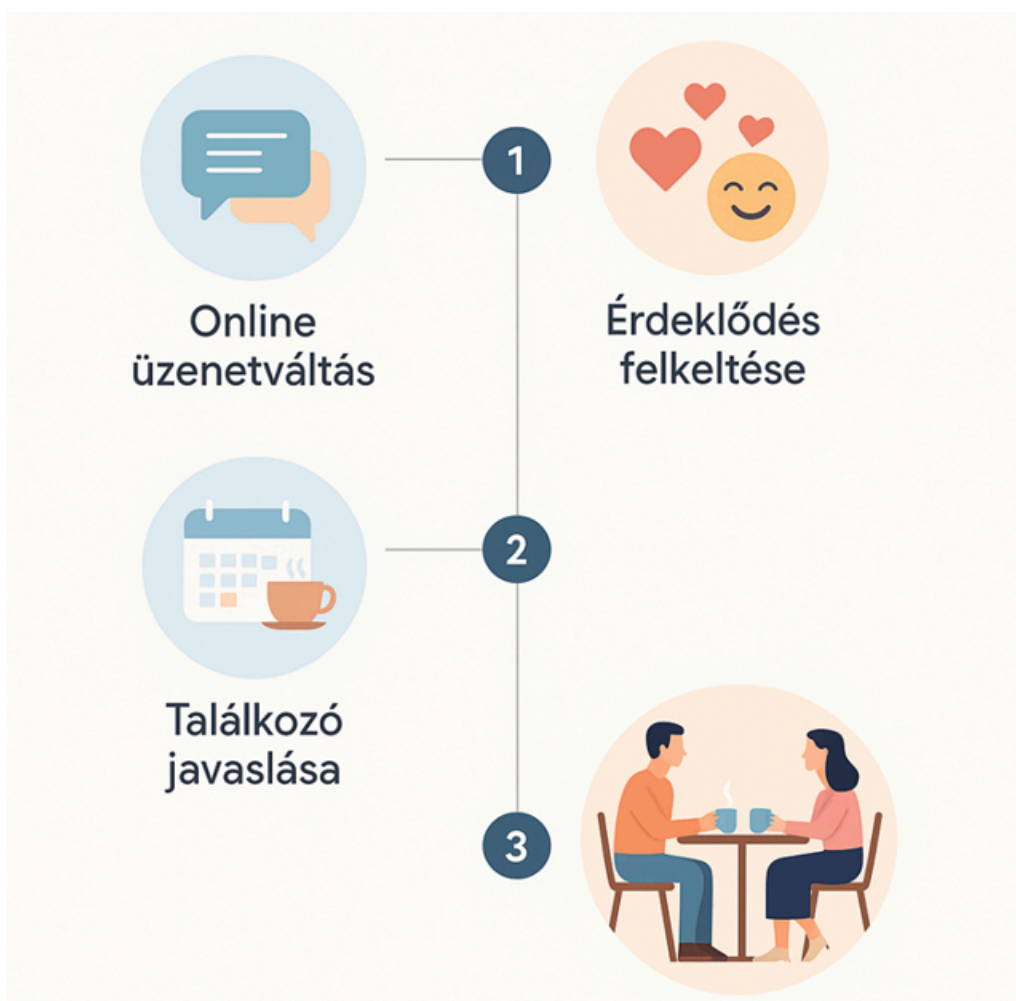 1
Online
üzenetváltás
Érdeklődés
felkeltése
2
Találkozó
javaslása
3